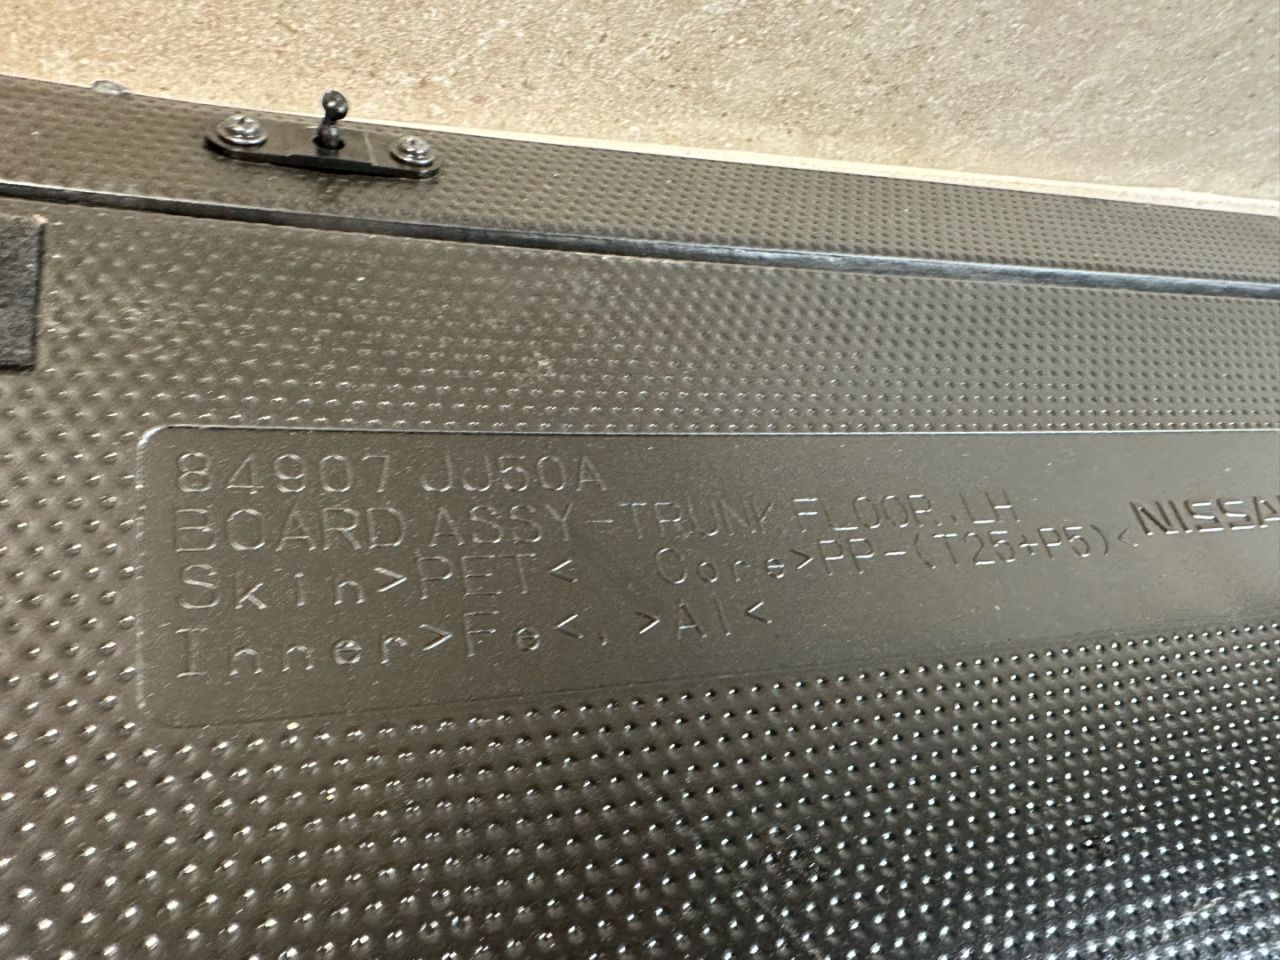 84907 JJ50A
BOARD ASSY-TRUNK FLOOR,LH
Skin>PET< Core>PP-(T25+P5)< NISSA
Inner>Fe<,>Al<